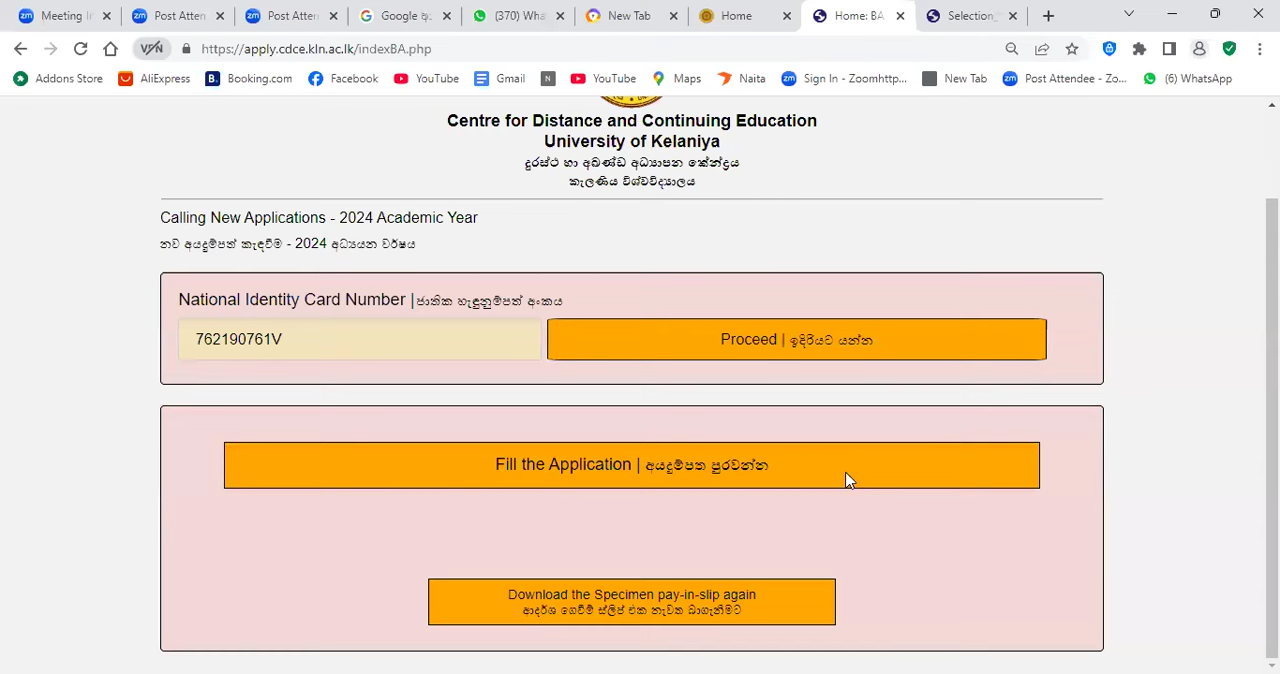 Meeting I
Post Atten
Post Atten
Google
(370) Wha
New Tab
Home
Home: BA
Selection_
VPN
https://apply.cdce.kln.ac.lk/indexBA.php
Addons Store
AliExpress
Booking.com
Facebook
YouTube
Gmail
N
YouTube
Maps
Naita
Sign In - Zoomhttp...
New Tab
Post Attendee - Zo...
(6) WhatsApp
Centre for Distance and Continuing Education
University of Kelaniya
දුරස්ථ හා අඛණ්ඩ අධ්‍යාපන කේන්ද්‍රය
කැලණිය විශ්වවිද්‍යාලය
Calling New Applications - 2024 Academic Year
නව අයදුම්පත් කැඳවීම - 2024 අධ්‍යයන වර්ෂය
National Identity Card Number | ජාතික හැඳුනුම්පත් අංකය
762190761V
Proceed | ඉදිරියට යන්න
Fill the Application | අයදුම්පත පුරවන්න
Download the Specimen pay-in-slip again
ආදර්ශ ගෙවීම් ස්ලිප් එක නැවත බාගැනීමට